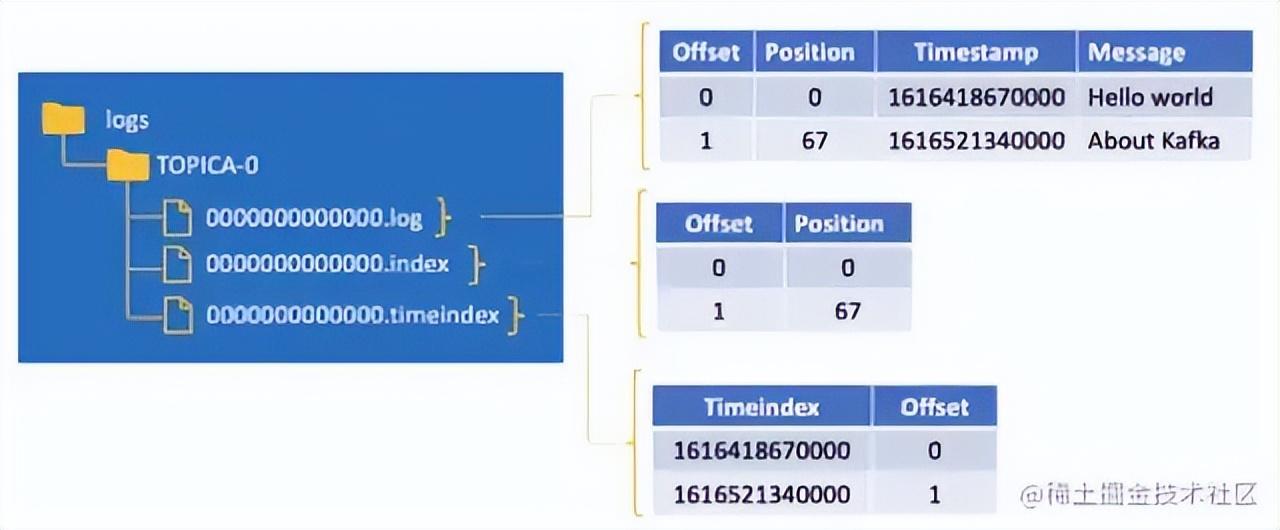 logs
TOPICA-0
0000000000000.log
0000000000000.index
0000000000000.timeindex
Offset Position Timestamp Message
0 0 1616418670000 Hello world
1 67 1616521340000 About Kafka
Offset Position
0 0
1 67
Timeindex Offset
1616418670000 0
1616521340000 1
@稀土掘金技术社区